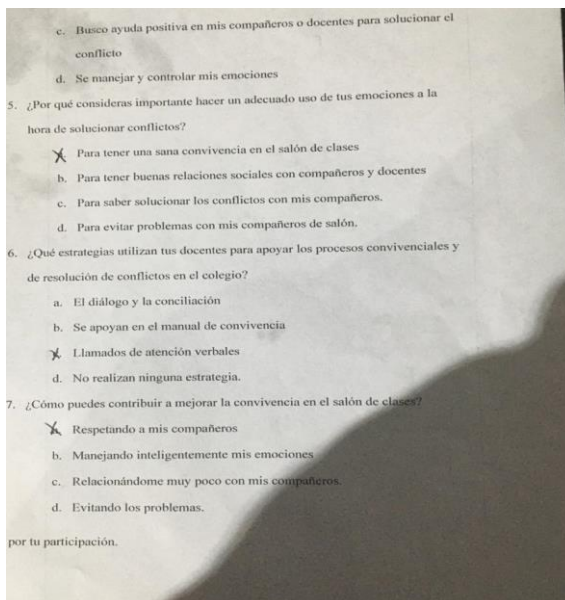 c. Busco ayuda positiva en mis compañeros o docentes para solucionar el
conflicto
d. Se manejar y controlar mis emociones
5. ¿Por qué consideras importante hacer un adecuado uso de tus emociones a la
hora de solucionar conflictos?
X Para tener una sana convivencia en el salón de clases
b. Para tener buenas relaciones sociales con compañeros y docentes
c. Para saber solucionar los conflictos con mis compañeros.
d. Para evitar problemas con mis compañeros de salón.
6. ¿Qué estrategias utilizan tus docentes para apoyar los procesos convivenciales y
de resolución de conflictos en el colegio?
a. El diálogo y la conciliación
b. Se apoyan en el manual de convivencia
X Llamados de atención verbales
d. No realizan ninguna estrategia.
7. ¿Cómo puedes contribuir a mejorar la convivencia en el salón de clases?
X Respetando a mis compañeros
b. Manejando inteligentemente mis emociones
c. Relacionándome muy poco con mis compañeros.
d. Evitando los problemas.
por tu participación.